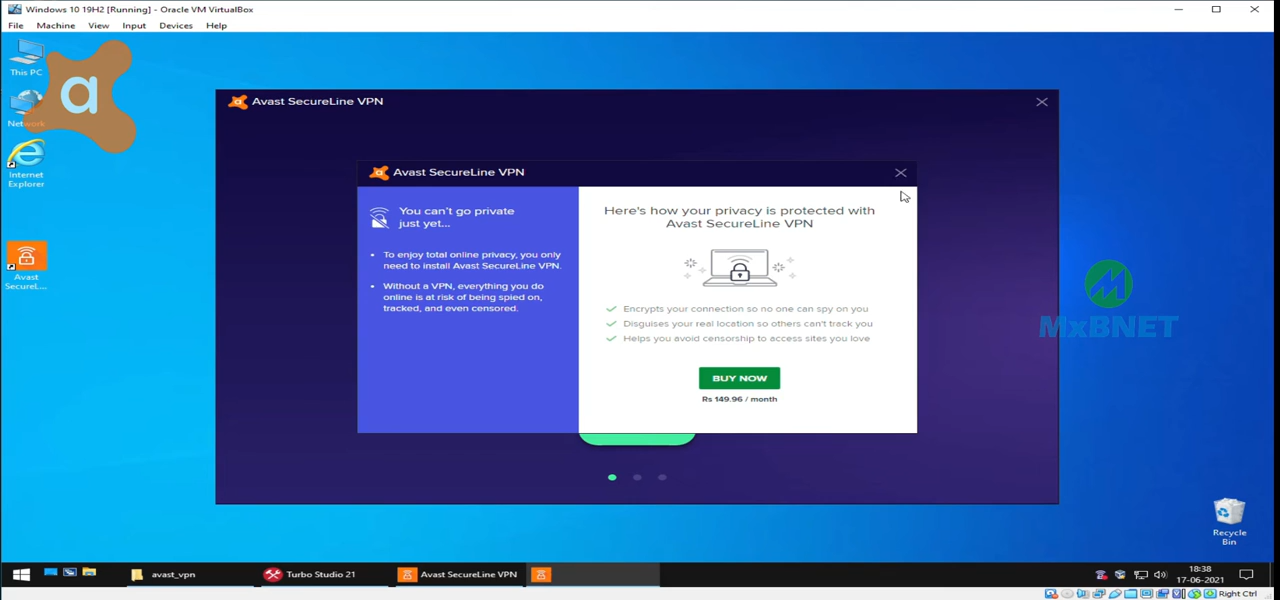 Windows 10 19H2 [Running] - Oracle VM VirtualBox
File Machine View Input Devices Help
This PC
a
Network
Internet
Explorer
Avast
SecureL...
Avast SecureLine VPN
Avast SecureLine VPN
You can't go private
just yet...
• To enjoy total online privacy, you only
need to install Avast SecureLine VPN.
• Without a VPN, everything you do
online is at risk of being spied on,
tracked, and even censored.
Here's how your privacy is protected with
Avast SecureLine VPN
Encrypts your connection so no one can spy on you
Disguises your real location so others can't track you
Helps you avoid censorship to access sites you love
BUY NOW
Rs 149.96 / month
MxBNET
Recycle
Bin
avast_vpn
Turbo Studio 21
Avast SecureLine VPN
18:38
17-06-2021
Right Ctrl